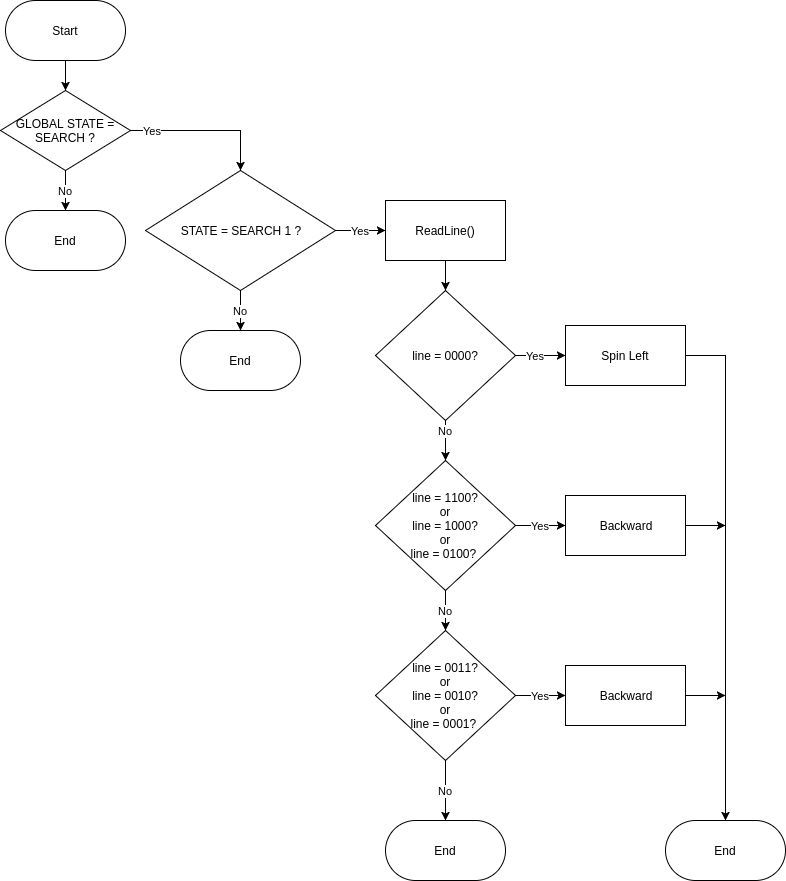 Start
GLOBAL STATE =
SEARCH ?
Yes
No
End
STATE = SEARCH 1 ?
Yes
No
End
ReadLine()
line = 0000?
Yes
Spin Left
No
line = 1100?
or
line = 1000?
or
line = 0100?
Yes
Backward
No
line = 0011?
or
line = 0010?
or
line = 0001?
Yes
Backward
No
End
End